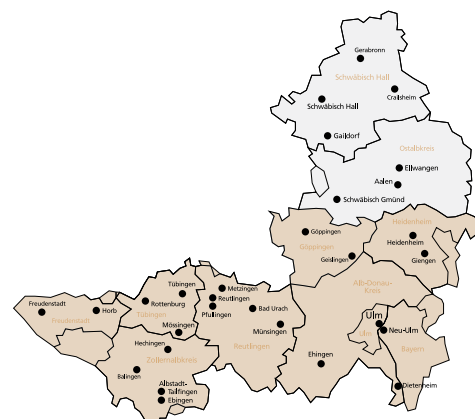 Gerabronn
Schwäbisch Hall
Crailsheim
Schwäbisch Hall
Gaildorf
Ostalbkreis
Ellwangen
Aalen
Schwäbisch Gmünd
Heidenheim
Göppingen
Heidenheim
Göppingen
Giengen
Geislingen
Alb-Donau-
Kreis
Tübingen
Metzingen
Freudenstadt
Rottenburg
Reutlingen
Horb
Tübingen
Pfullingen
Bad Urach
Freudenstadt
Mössingen
Münsingen
Ulm
Ulm
Neu-Ulm
Hechingen
Reutlingen
Bayern
Zollernalbkreis
Ehingen
Balingen
Albstadt-
Tailfingen
Ebingen
Dietenheim